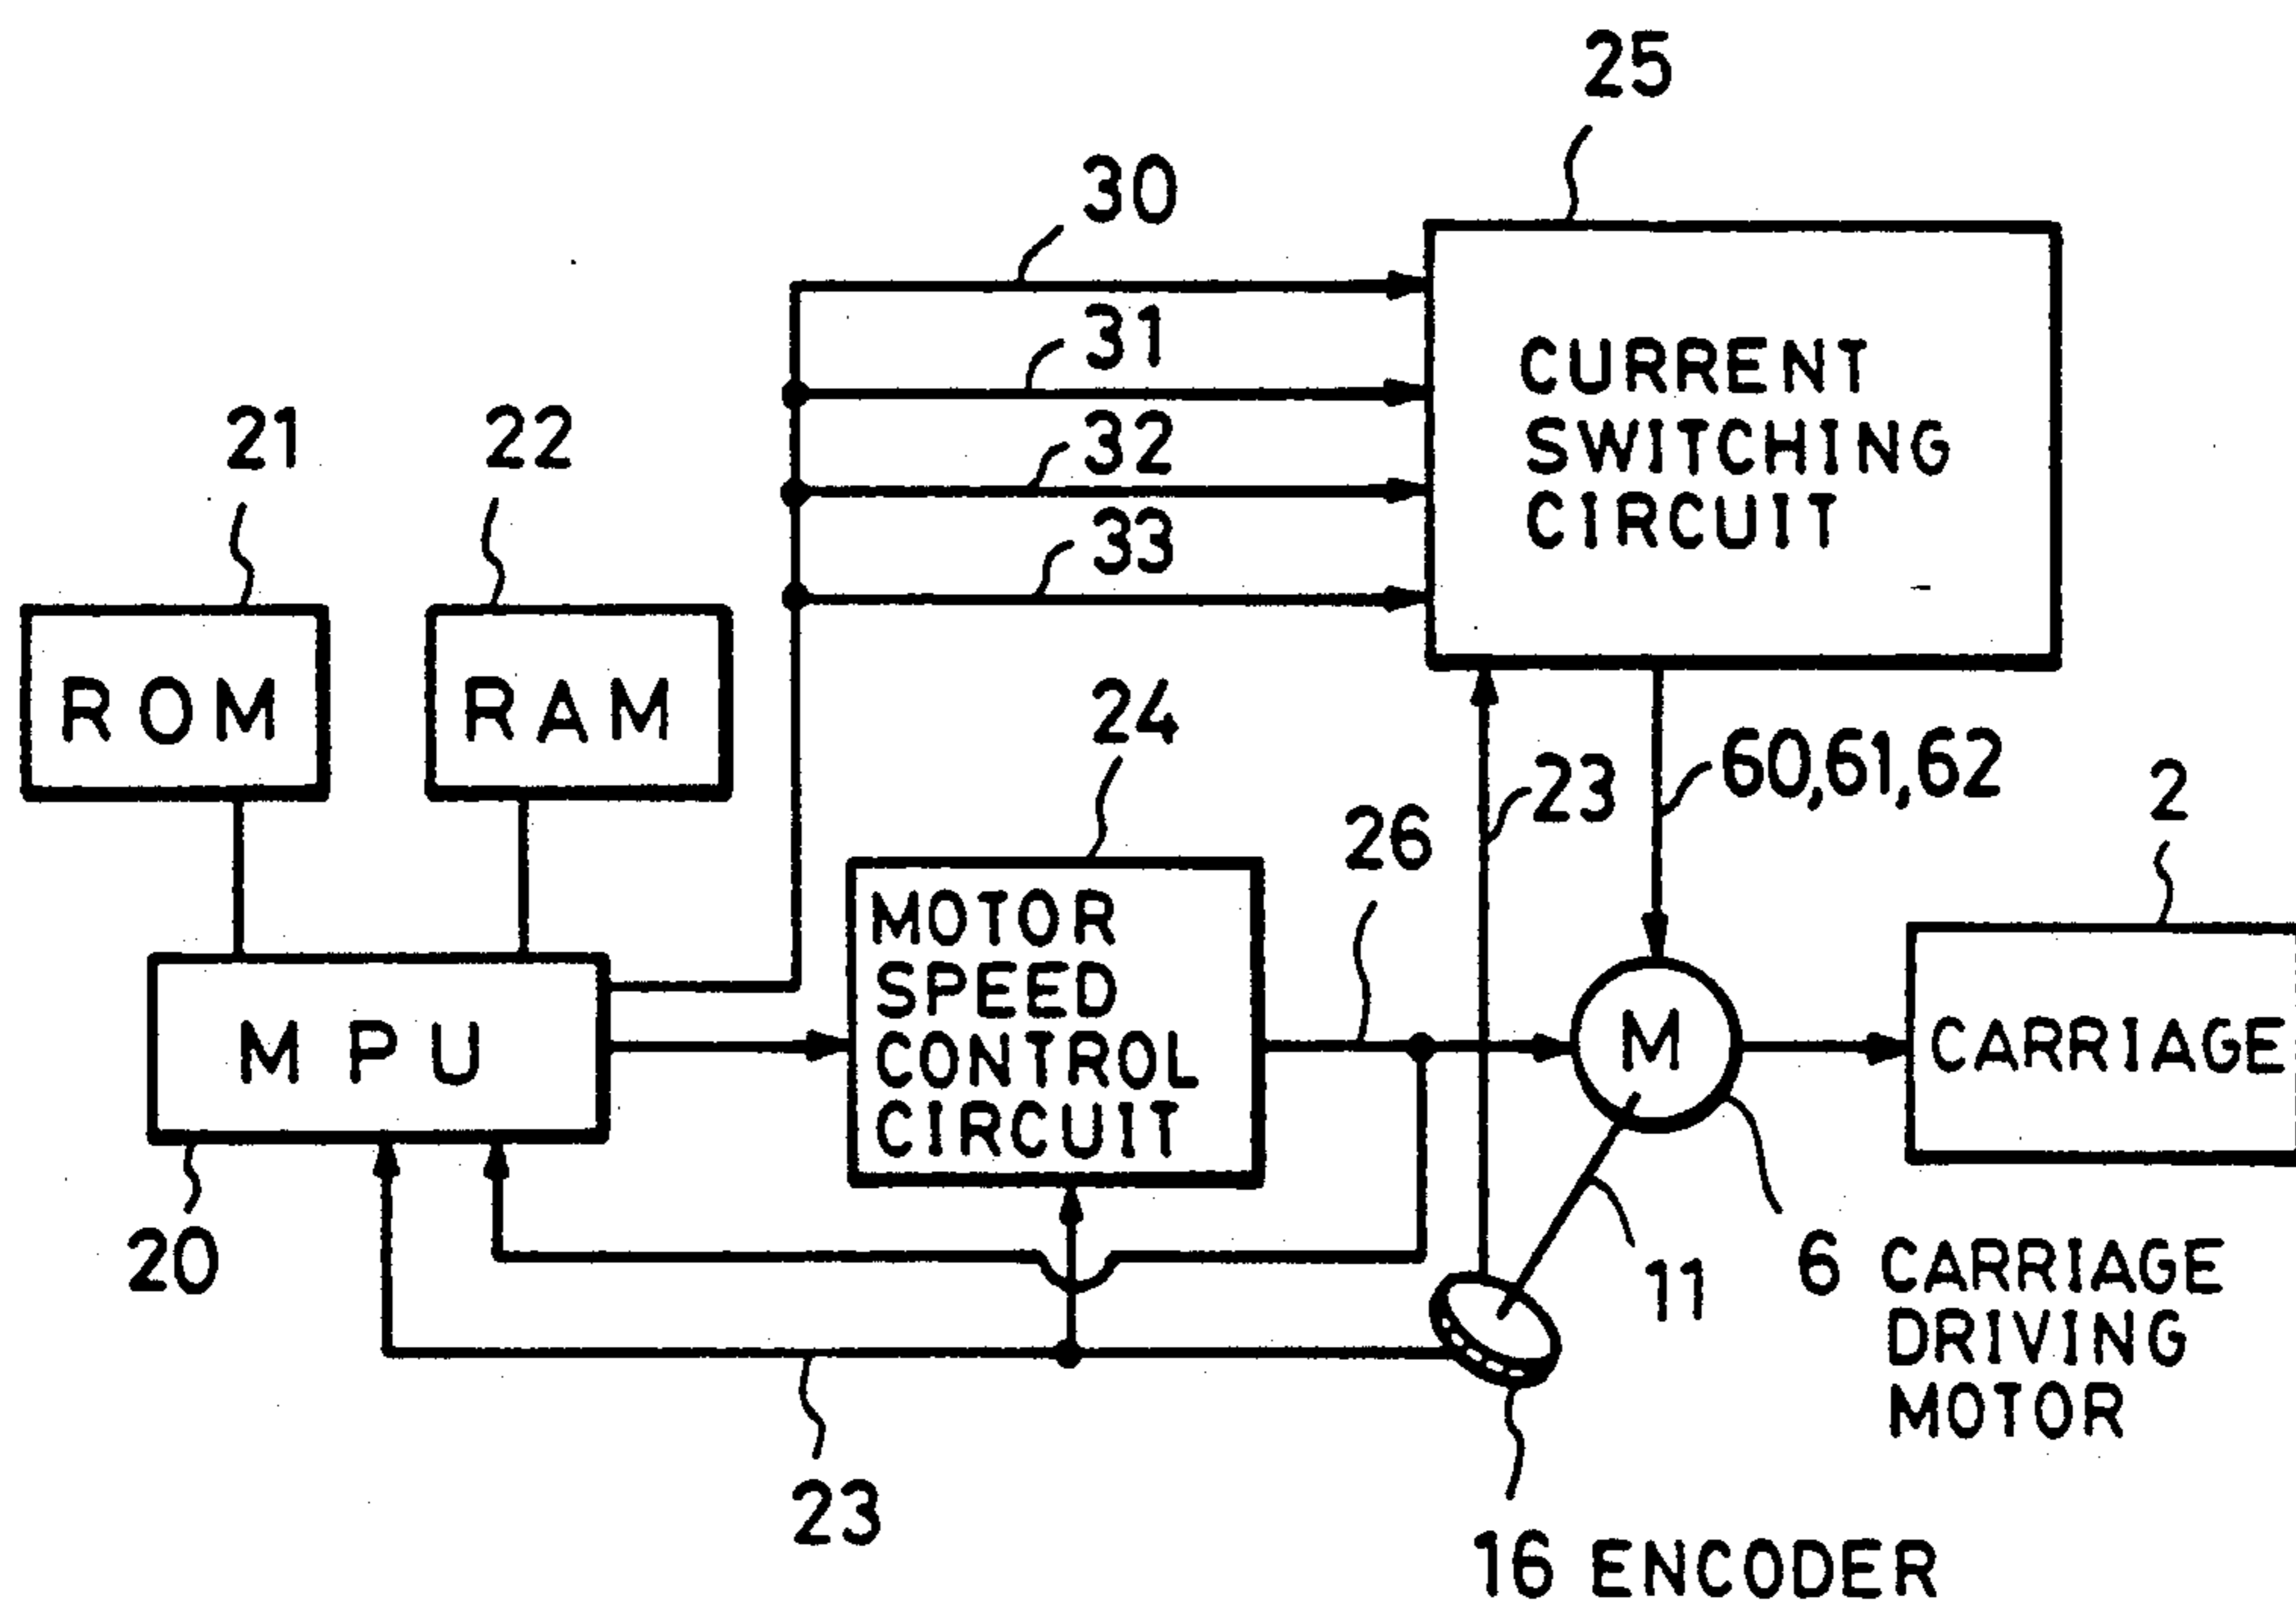 25
30
31
32
33
CURRENT
SWITCHING
CIRCUIT
21
22
ROM
RAM
24
23
60,61,62
26
2
MOTOR
SPEED
CONTROL
CIRCUIT
MPU
M
CARRIAGE
20
11
6 CARRIAGE
DRIVING
MOTOR
23
16 ENCODER